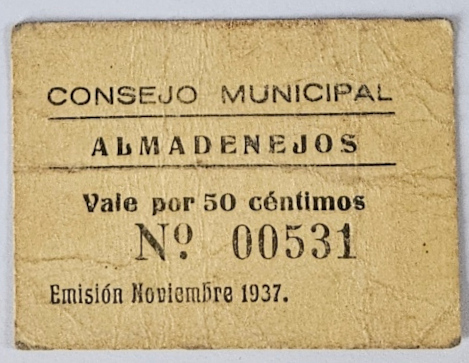 CONSEJO MUNICIPAL
ALMADENEJOS
Vale por 50 céntimos
Nº 00531
Emisión Noviembre 1937.